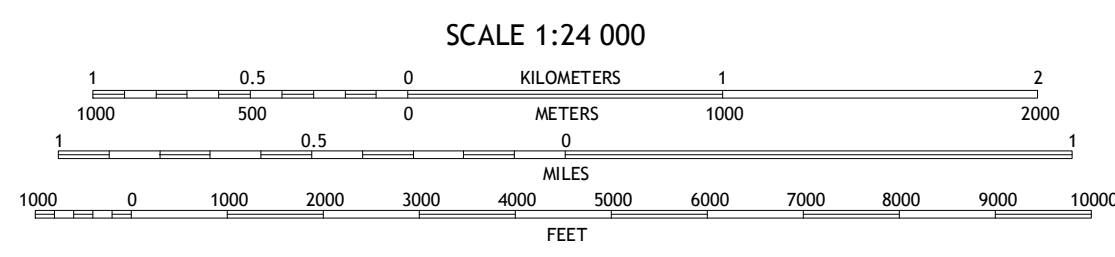 SCALE 1:24 000
1 0.5 0 KILOMETERS 1 2
1000 500 0 METERS 1000 2000
1 0.5 0 1
MILES
1000 0 1000 2000 3000 4000 5000 6000 7000 8000 9000 10000
FEET